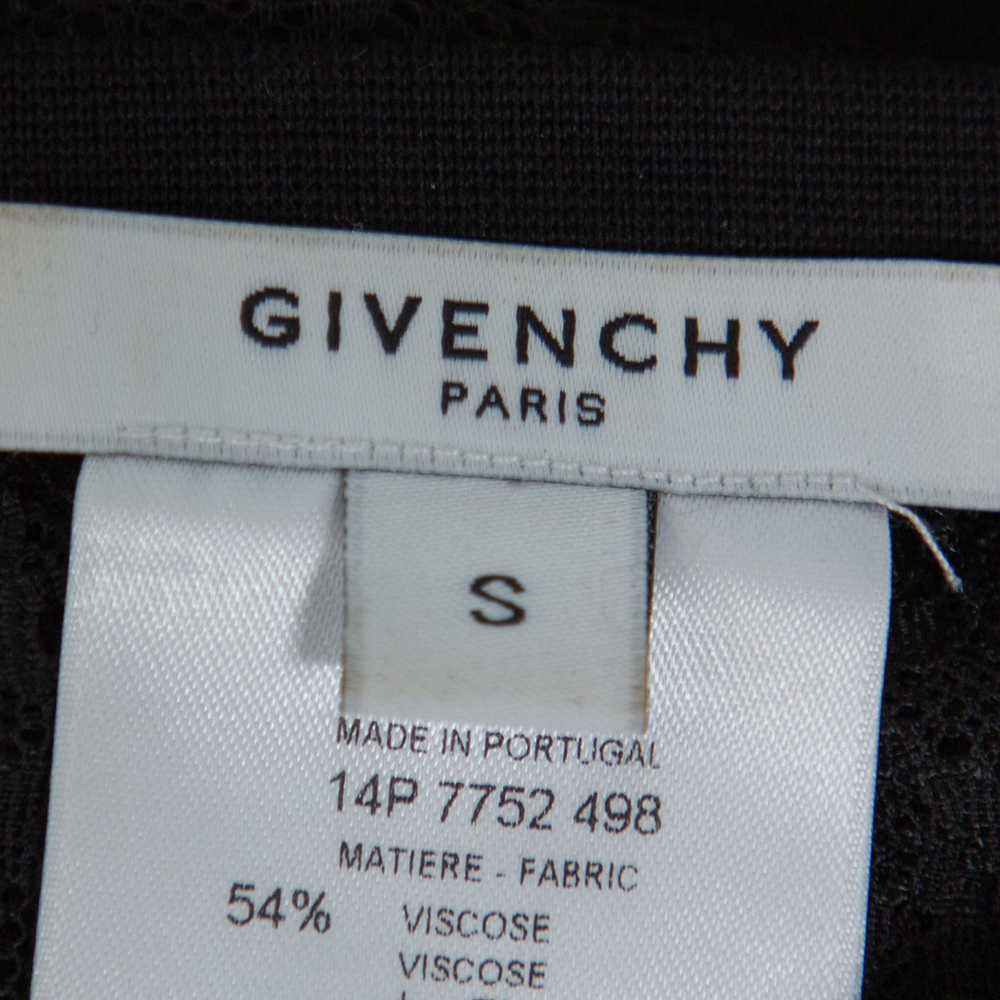 GIVENCHY
PARIS
S
MADE IN PORTUGAL
14P 7752 498
MATIERE - FABRIC
54% VISCOSE
VISCOSE